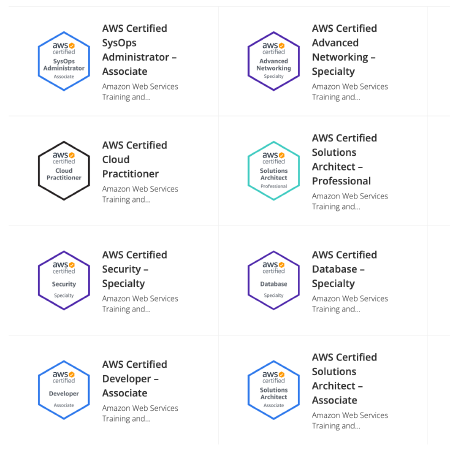 aws
certified
SysOps
Administrator
Associate
AWS Certified
SysOps
Administrator –
Associate
Amazon Web Services
Training and...
aws
certified
Advanced
Networking
Specialty
AWS Certified
Advanced
Networking –
Specialty
Amazon Web Services
Training and...
aws
certified
Cloud
Practitioner
AWS Certified
Cloud
Practitioner
Amazon Web Services
Training and...
aws
certified
Solutions
Architect
Professional
AWS Certified
Solutions
Architect –
Professional
Amazon Web Services
Training and...
aws
certified
Security
Specialty
AWS Certified
Security –
Specialty
Amazon Web Services
Training and...
aws
certified
Database
Specialty
AWS Certified
Database –
Specialty
Amazon Web Services
Training and...
aws
certified
Developer
Associate
AWS Certified
Developer –
Associate
Amazon Web Services
Training and...
aws
certified
Solutions
Architect
Associate
AWS Certified
Solutions
Architect –
Associate
Amazon Web Services
Training and...